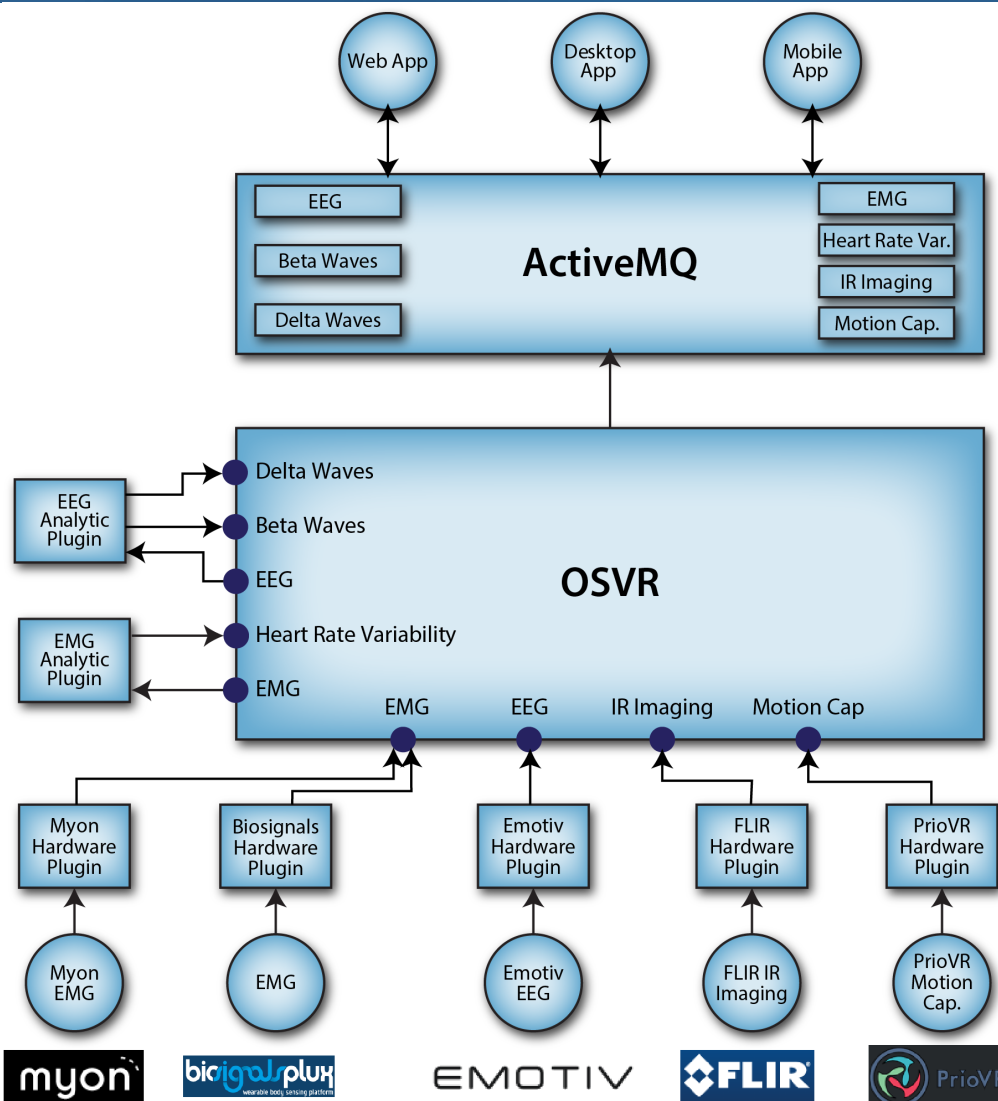 Web App
Desktop
App
Mobile
App
EEG
Beta Waves
Delta Waves
ActiveMQ
EMG
Heart Rate Var.
IR Imaging
Motion Cap.
EEG
Analytic
Plugin
EMG
Analytic
Plugin
Delta Waves
Beta Waves
EEG
Heart Rate Variability
EMG
OSVR
EMG
EEG
IR Imaging
Motion Cap
Myon
Hardware
Plugin
Biosignals
Hardware
Plugin
Emotiv
Hardware
Plugin
FLIR
Hardware
Plugin
PrioVR
Hardware
Plugin
Myon
EMG
EMG
Emotiv
EEG
FLIR IR
Imaging
PrioVR
Motion
Cap.
myon
biosignalsplux
wearable body sensing platform
EMOTIV
FLIR
PrioVR